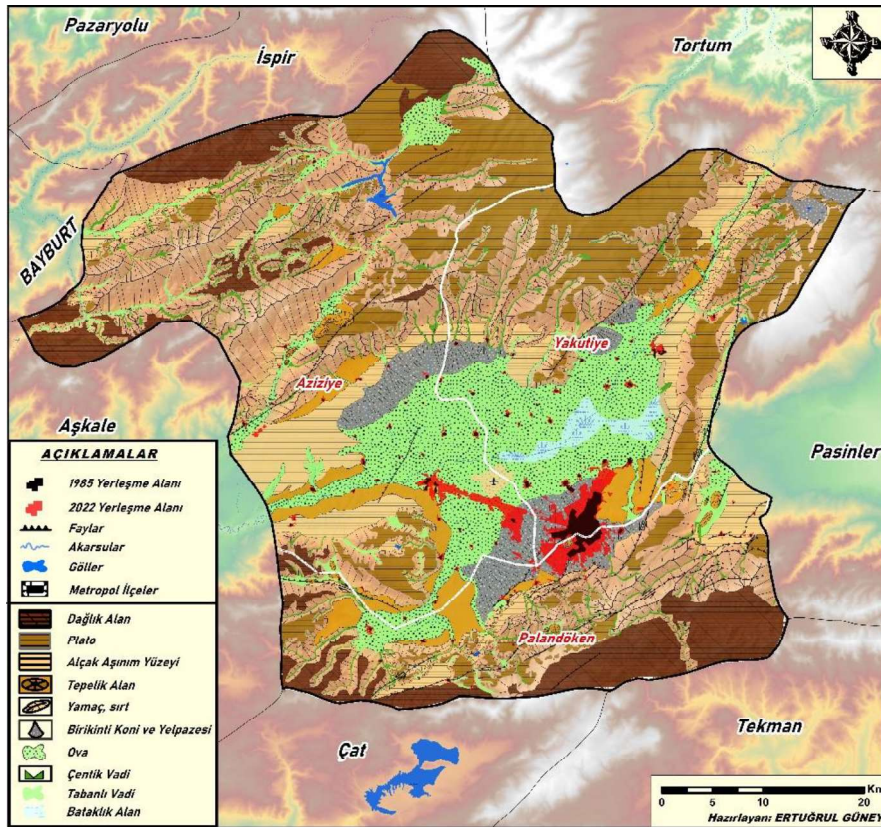 Pazaryolu
İspir
Tortum
BAYBURT
Yakutiye
Aziziye
Aşkale
Pasinler
Palandöken
Çat
Tekman
AÇIKLAMALAR
1985 Yerleşme Alanı
2022 Yerleşme Alanı
Faylar
Akarsular
Göller
Metropol İlçeler
Dağlık Alan
Plato
Alçak Aşınım Yüzeyi
Tepelik Alan
Yamaç, sırt
Birikinti Koni ve Yelpazesi
Ova
Çentik Vadi
Tabanlı Vadi
Bataklık Alan
Km
0 5 10 20
Hazırlayan: ERTUĞRUL GÜNEY